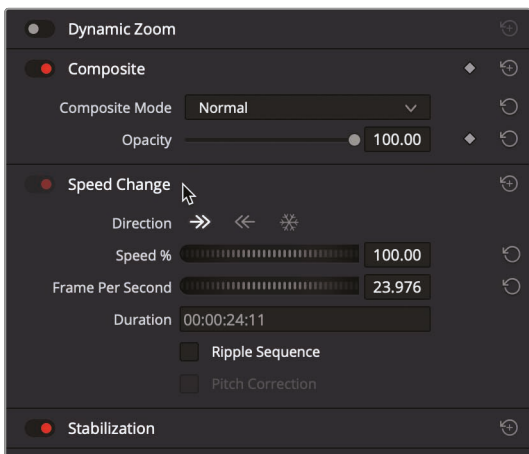 Dynamic Zoom
Composite
Composite Mode Normal
Opacity 100.00
Speed Change
Direction
Speed % 100.00
Frame Per Second 23.976
Duration 00:00:24:11
Ripple Sequence
Pitch Correction
Stabilization